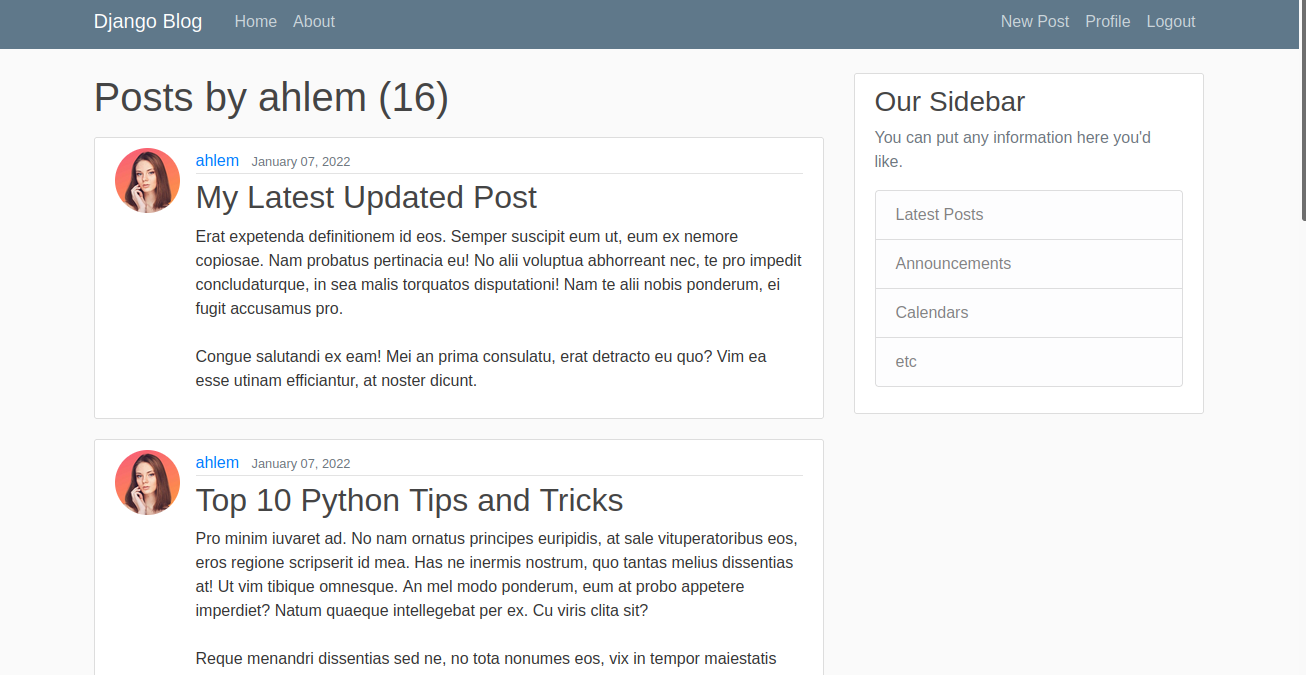 Django Blog Home About New Post Profile Logout
Posts by ahlem (16)
ahlem January 07, 2022
My Latest Updated Post
Erat expetenda definitionem id eos. Semper suscipit eum ut, eum ex nemore
copiosae. Nam probatus pertinacia eu! No alii voluptua abhorreant nec, te pro impedit
concludaturque, in sea malis torquatos disputationi! Nam te alii nobis ponderum, ei
fugit accusamus pro.
Congue salutandi ex eam! Mei an prima consulatu, erat detracto eu quo? Vim ea
esse utinam efficiantur, at noster dicunt.
ahlem January 07, 2022
Top 10 Python Tips and Tricks
Pro minim iuvaret ad. No nam ornatus principes euripidis, at sale vituperatoribus eos,
eros regione scripserit id mea. Has ne inermis nostrum, quo tantas melius dissentias
at! Ut vim tibique omnesque. An mel modo ponderum, eum at probo appetere
imperdiet? Natum quaeque intellegebat per ex. Cu viris clita sit?
Reque menandri dissentias sed ne, no tota nonumes eos, vix in tempor maiestatis
Our Sidebar
You can put any information here you'd
like.
Latest Posts
Announcements
Calendars
etc